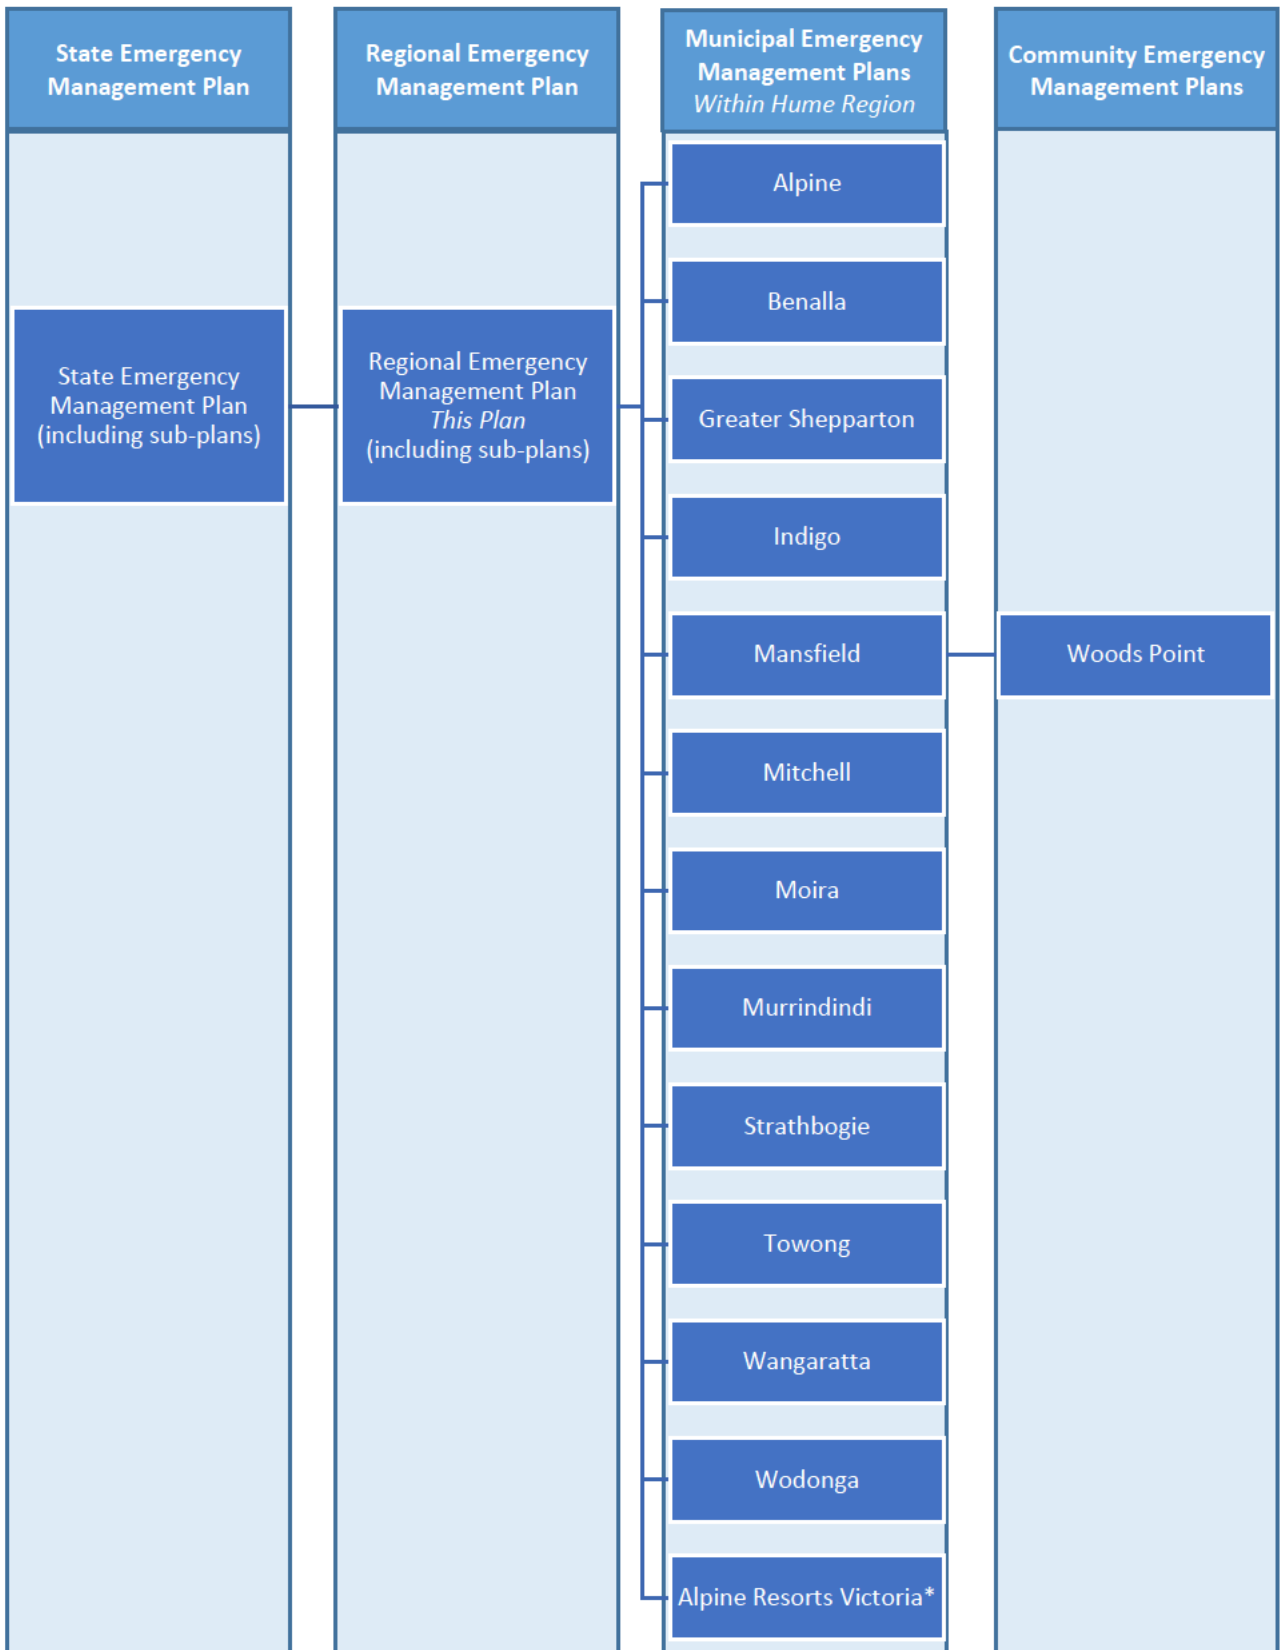 State Emergency
Management Plan
Regional Emergency
Management Plan
Municipal Emergency
Management Plans
Within Hume Region
Community Emergency
Management Plans
State Emergency
Management Plan
(including sub-plans)
Regional Emergency
Management Plan
This Plan
(including sub-plans)
Alpine
Benalla
Greater Shepparton
Indigo
Mansfield
Mitchell
Moira
Murrindindi
Strathbogie
Towong
Wangaratta
Wodonga
Alpine Resorts Victoria*
Woods Point